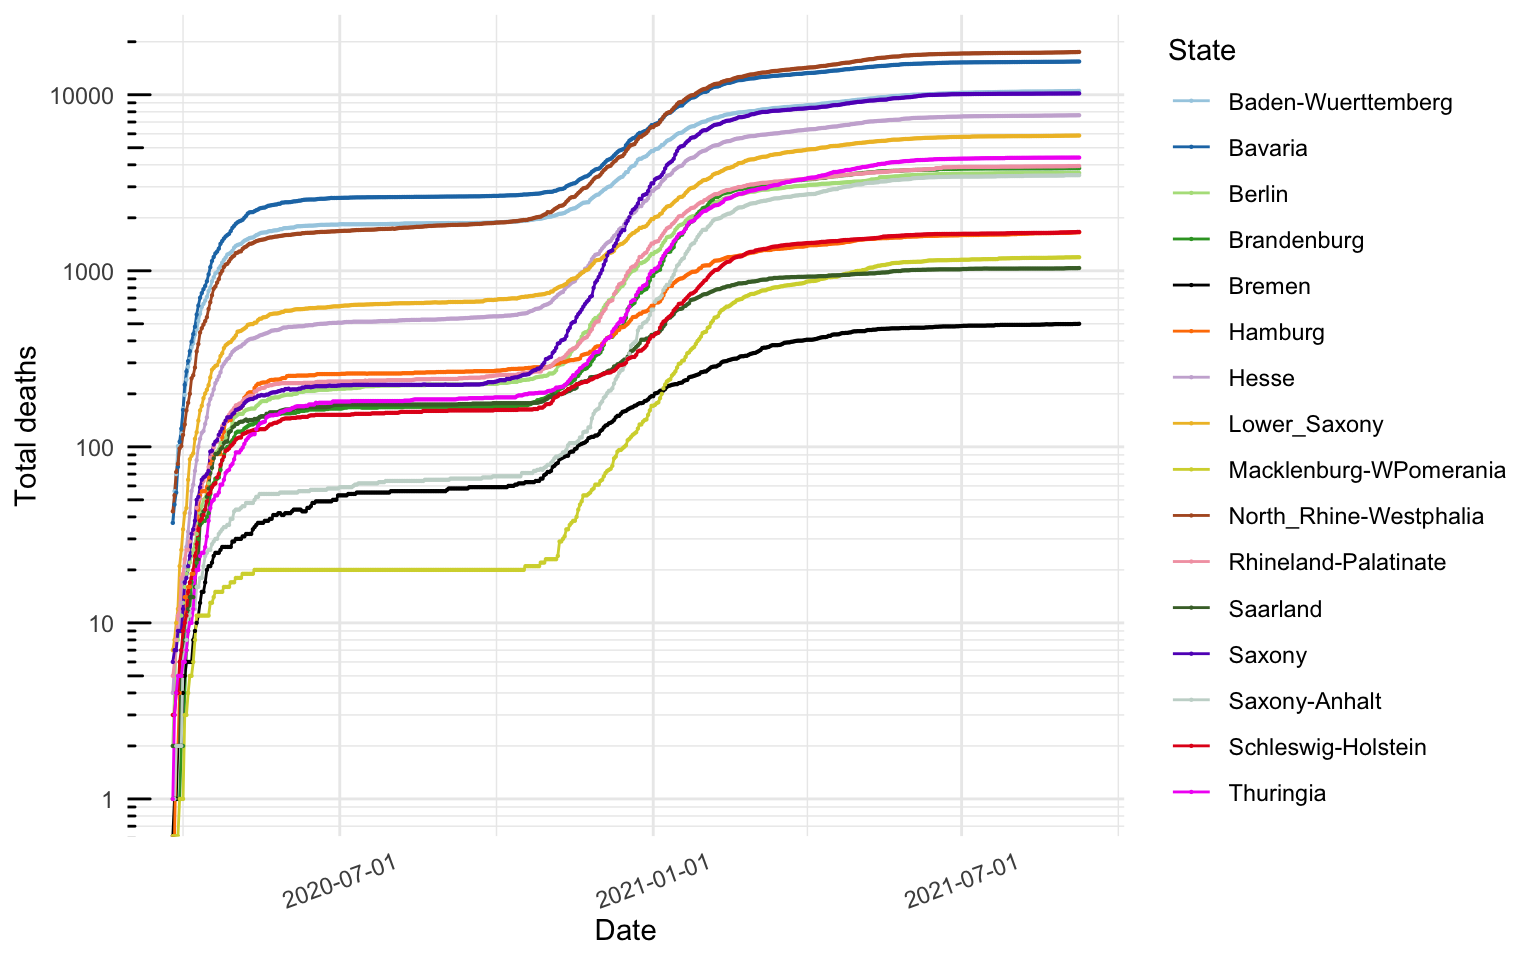 State
Baden-Wuerttemberg
Bavaria
Berlin
Brandenburg
Bremen
Hamburg
Hesse
Lower_Saxony
Macklenburg-WPomerania
North_Rhine-Westphalia
Rhineland-Palatinate
Saarland
Saxony
Saxony-Anhalt
Schleswig-Holstein
Thuringia
Total deaths
10000
1000
100
10
1
2020-07-01
2021-01-01
2021-07-01
Date